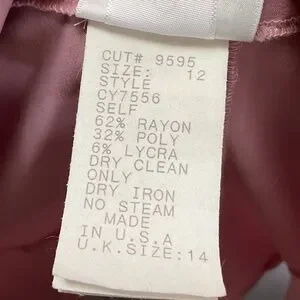 CUT# 9595
SIZE: 12
STYLE
CY7556
SELF
62% RAYON
32% POLY
6% LYCRA
DRY CLEAN
ONLY
DRY IRON
NO STEAM
MADE
IN U.S.A
U.K.SIZE:14